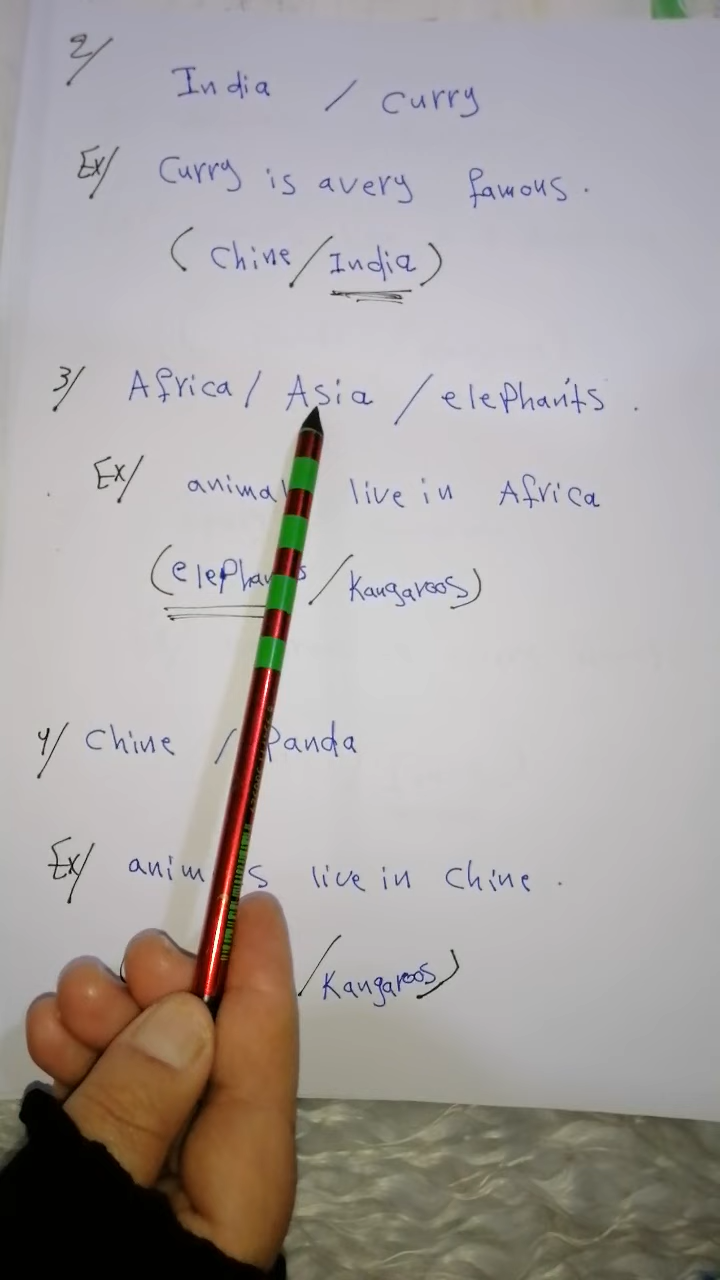 2/ India / Curry
Ex/ Curry is avery famous.
( Chine / India )
3/ Africa / Asia / elephants.
Ex/ live in Africa
( / Kangaroos)
4/ Chine / Panda
Ex/ live in Chine.
/ Kangaroos)